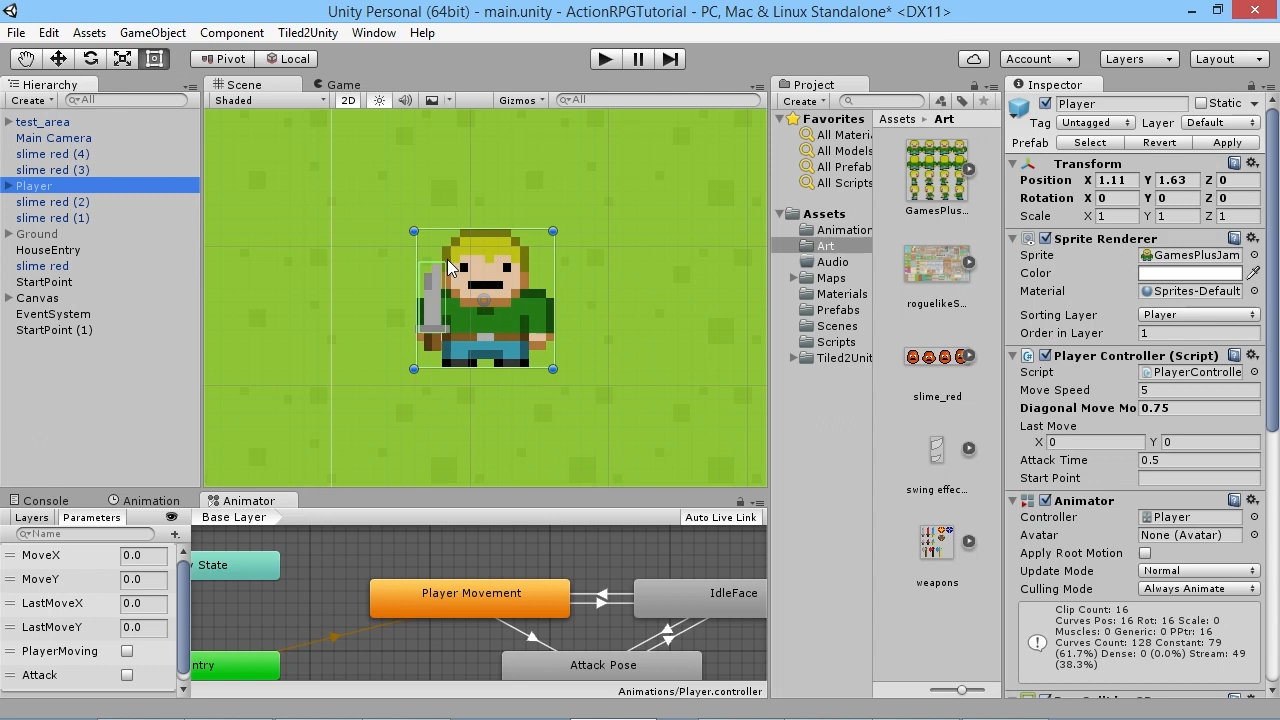 Unity Personal (64bit) - main.unity - ActionRPGTutorial - PC, Mac & Linux Standalone* <DX11>
File Edit Assets GameObject Component Tiled2Unity Window Help
Pivot Local Account Layers Layout
Hierarchy
Create All
test_area
Main Camera
slime red (4)
slime red (3)
Player
slime red (2)
slime red (1)
Ground
HouseEntry
slime red
StartPoint
Canvas
EventSystem
StartPoint (1)
Scene Game
Shaded 2D Gizmos All
Project
Create
Favorites
All Materi
All Models
All Prefab
All Scripts
Assets
Animation
Art
Audio
Maps
Materials
Prefabs
Scenes
Scripts
Tiled2Unit
Assets Art
GamesPlus...
roguelikeS...
slime_red
swing effec...
weapons
Inspector
Player Static
Tag Untagged Layer Default
Prefab Select Revert Apply
Transform
Position X 1.11 Y 1.63 Z 0
Rotation X 0 Y 0 Z 0
Scale X 1 Y 1 Z 1
Sprite Renderer
Sprite GamesPlusJam
Color
Material Sprites-Default
Sorting Layer Player
Order in Layer 1
Player Controller (Script)
Script PlayerControlle
Move Speed 5
Diagonal Move Mo 0.75
Last Move
X 0 Y 0
Attack Time 0.5
Start Point
Animator
Controller Player
Avatar None (Avatar)
Apply Root Motion
Update Mode Normal
Culling Mode Always Animate
Clip Count: 16
Curves Pos: 16 Rot: 16 Scale: 0
Muscles: 0 Generic: 0 PPtr: 16
Curves Count: 128 Constant: 79
(61.7%) Dense: 0 (0.0%) Stream: 49
(38.3%)
Console Animation Animator
Layers Parameters Base Layer Auto Live Link
Name
MoveX 0.0
MoveY 0.0
LastMoveX 0.0
LastMoveY 0.0
PlayerMoving
Attack
y State
Player Movement
IdleFace
ntry
Attack Pose
Animations/Player.controller